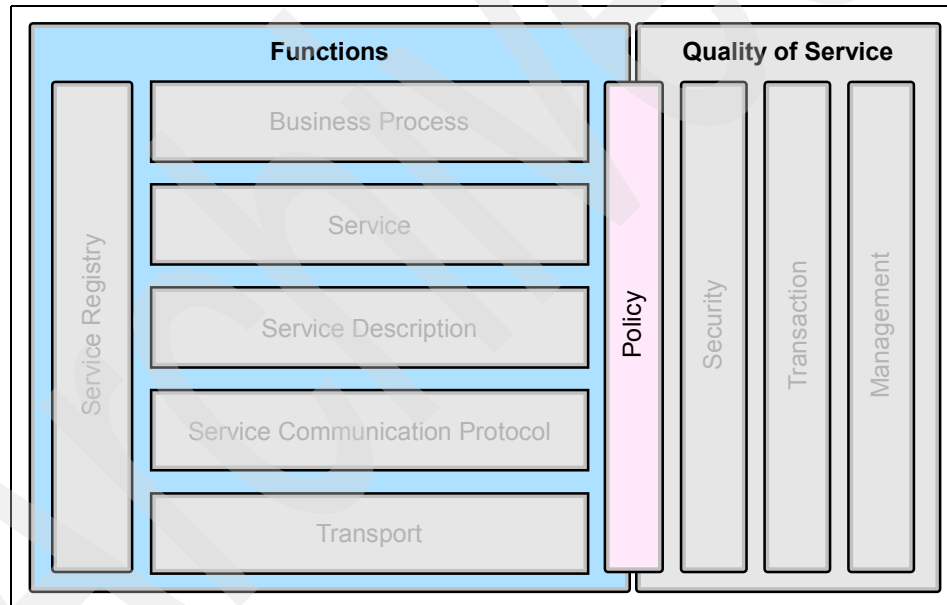 Functions
Quality of Service
Service Registry
Business Process
Service
Service Description
Service Communication Protocol
Transport
Policy
Security
Transaction
Management